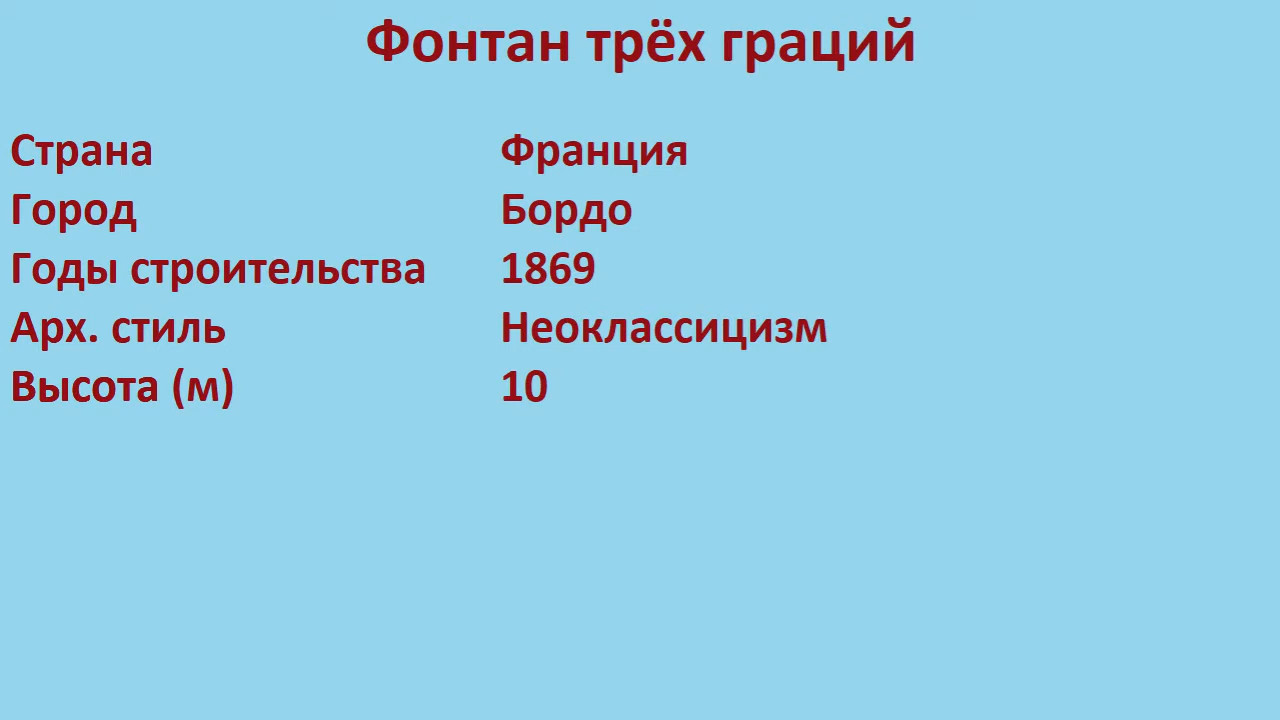 Фонтан трёх граций
Страна Франция
Город Бордо
Годы строительства 1869
Арх. стиль Неоклассицизм
Высота (м) 10